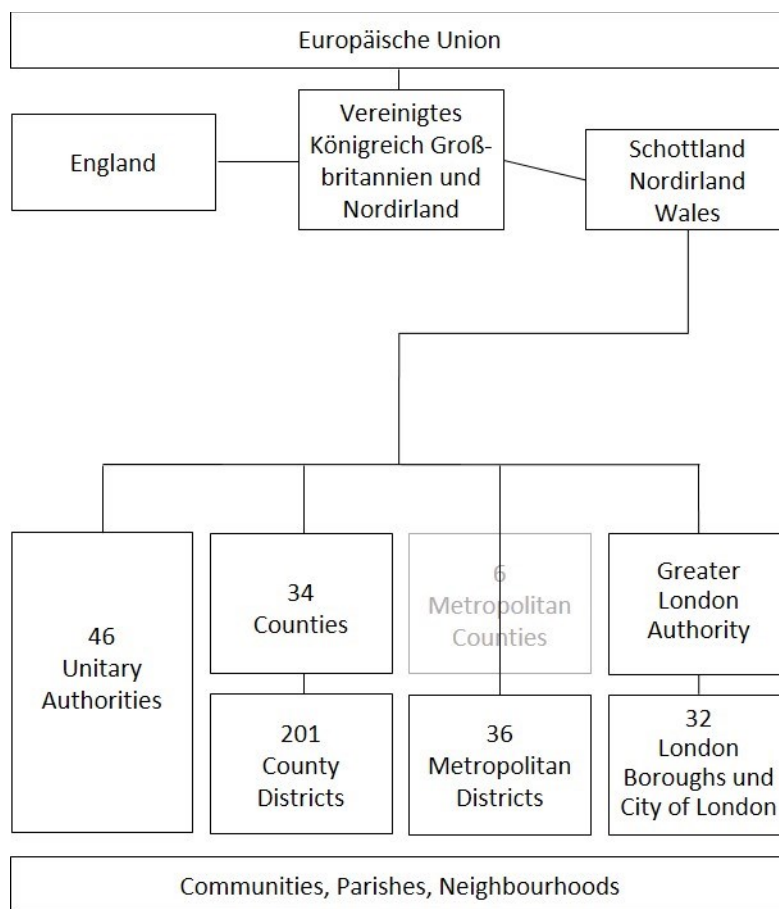 Europäische Union
Vereinigtes
Königreich Groß-
britannien und
Nordirland
England
Schottland
Nordirland
Wales
46
Unitary
Authorities
34
Counties
6
Metropolitan
Counties
Greater
London
Authority
201
County
Districts
36
Metropolitan
Districts
32
London
Boroughs und
City of London
Communities, Parishes, Neighbourhoods